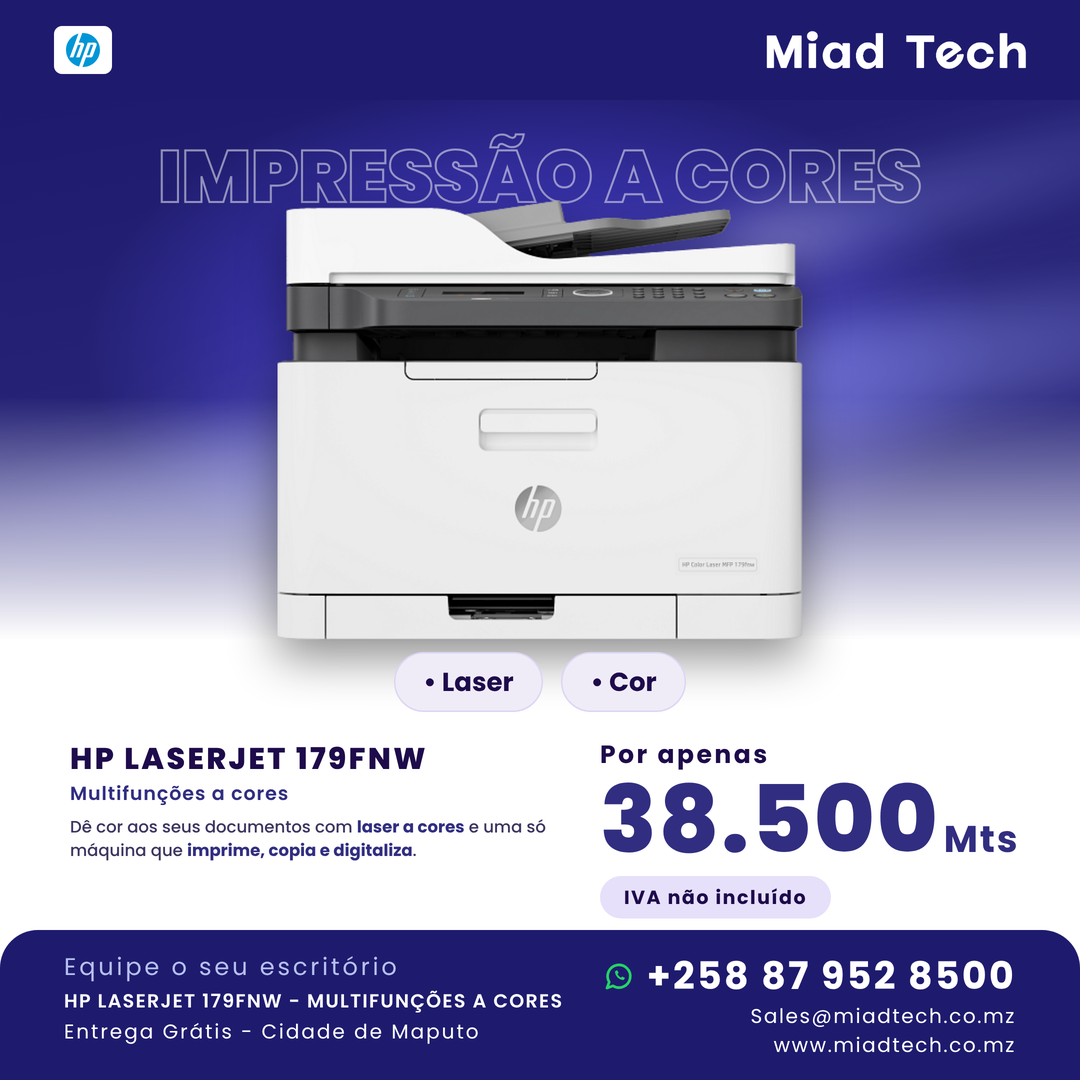 hp
Miad Tech
IMPRESSÃO A CORES
hp
HP Color Laser MFP 179fnw
• Laser
• Cor
HP LASERJET 179FNW
Multifunções a cores
Dê cor aos seus documentos com laser a cores e uma só
máquina que imprime, copia e digitaliza.
Por apenas
38.500 Mts
IVA não incluído
Equipe o seu escritório
HP LASERJET 179FNW - MULTIFUNÇÕES A CORES
Entrega Grátis - Cidade de Maputo
+258 87 952 8500
Sales@miadtech.co.mz
www.miadtech.co.mz